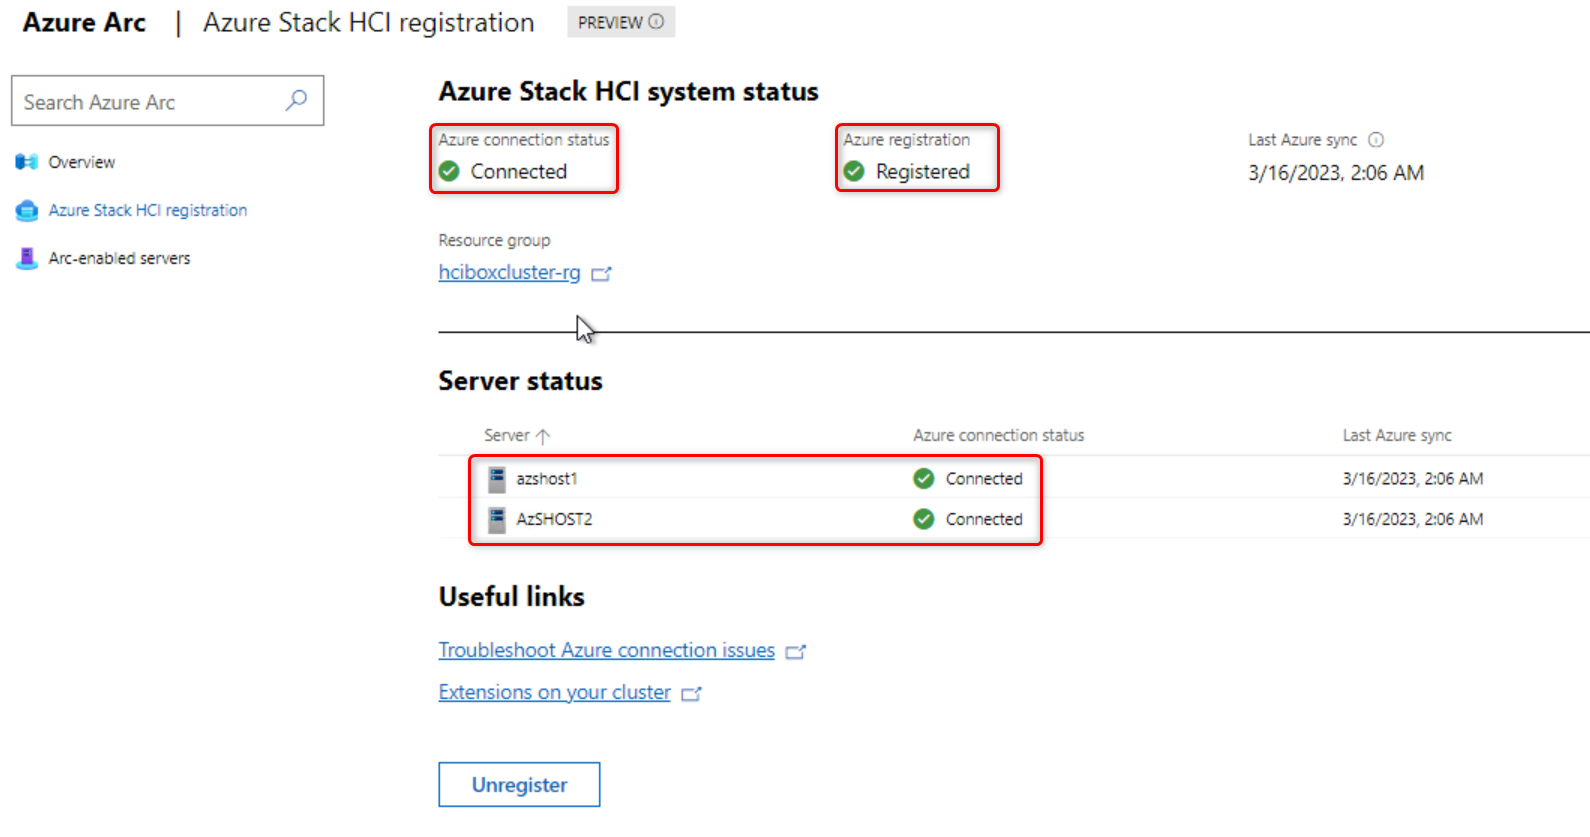 Azure Arc | Azure Stack HCI registration PREVIEW
Search Azure Arc
Overview
Azure Stack HCI registration
Arc-enabled servers
Azure Stack HCI system status
Azure connection status Azure registration Last Azure sync
Connected Registered 3/16/2023, 2:06 AM
Resource group
hciboxcluster-rg
Server status
Server Azure connection status Last Azure sync
azshost1 Connected 3/16/2023, 2:06 AM
AzSHOST2 Connected 3/16/2023, 2:06 AM
Useful links
Troubleshoot Azure connection issues
Extensions on your cluster
Unregister